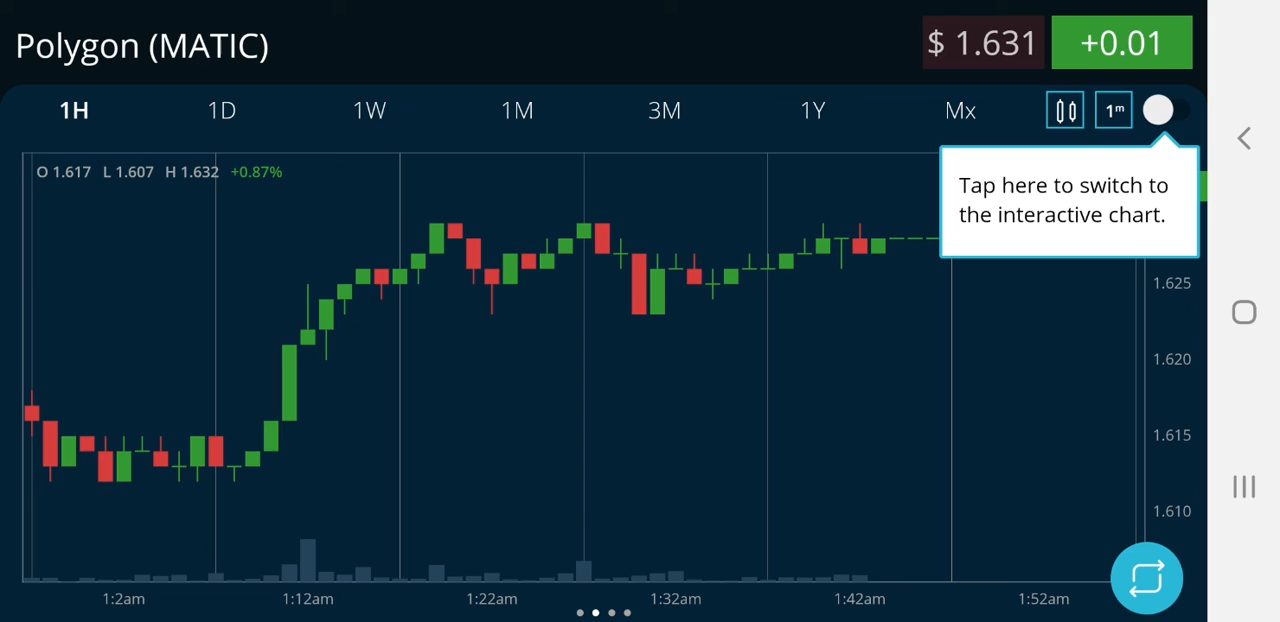 Polygon (MATIC)
$ 1.631
+0.01
1H 1D 1W 1M 3M 1Y Mx 1ᵐ
O 1.617 L 1.607 H 1.632 +0.87%
Tap here to switch to
the interactive chart.
1.625
1.620
1.615
1.610
1:2am 1:12am 1:22am 1:32am 1:42am 1:52am